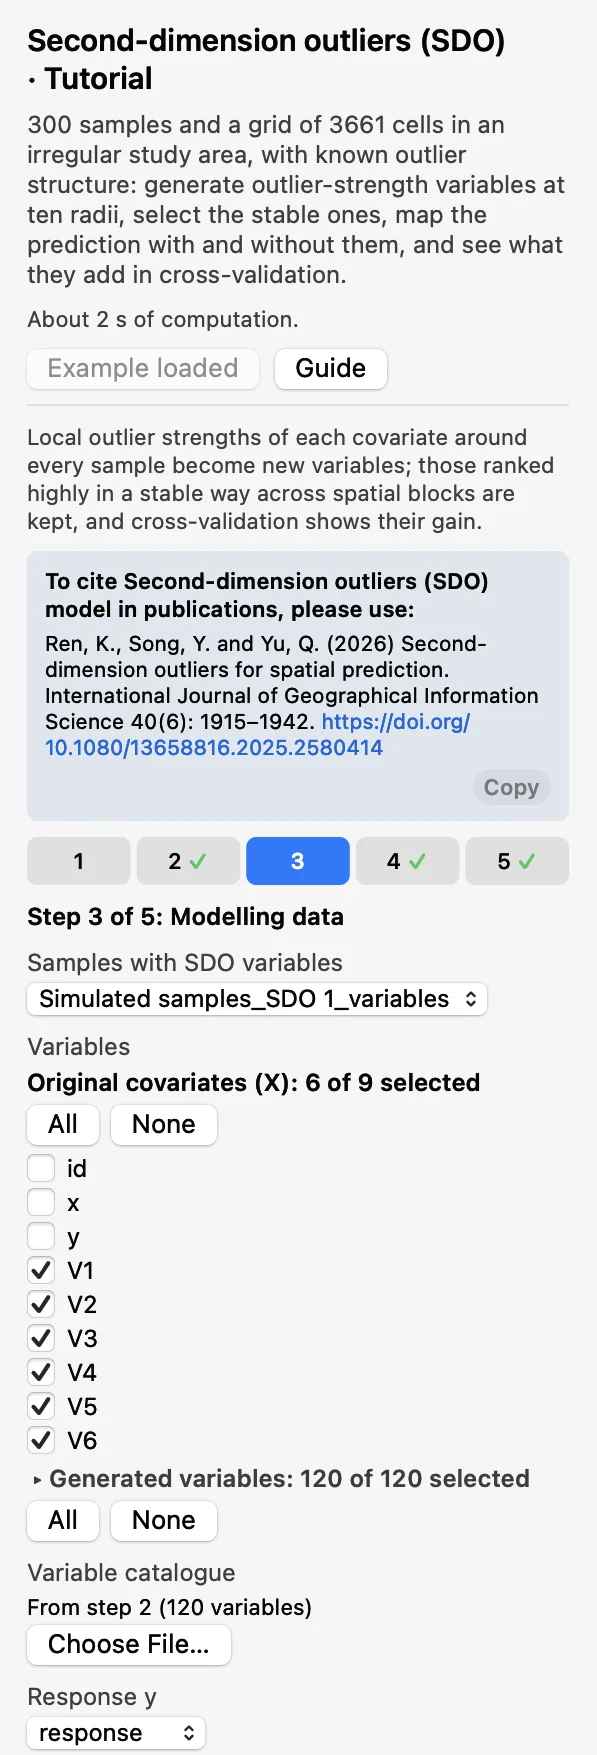 Second-dimension outliers (SDO)
· Tutorial
300 samples and a grid of 3661 cells in an
irregular study area, with known outlier
structure: generate outlier-strength variables at
ten radii, select the stable ones, map the
prediction with and without them, and see what
they add in cross-validation.
About 2 s of computation.
Example loaded
Guide
Local outlier strengths of each covariate around
every sample become new variables; those ranked
highly in a stable way across spatial blocks are
kept, and cross-validation shows their gain.
To cite Second-dimension outliers (SDO)
model in publications, please use:
Ren, K., Song, Y. and Yu, Q. (2026) Second-
dimension outliers for spatial prediction.
International Journal of Geographical Information
Science 40(6): 1915–1942. https://doi.org/
10.1080/13658816.2025.2580414
Copy
1
2 ✓
3
4 ✓
5 ✓
Step 3 of 5: Modelling data
Samples with SDO variables
Simulated samples_SDO 1_variables
Variables
Original covariates (X): 6 of 9 selected
All
None
id
x
y
V1
V2
V3
V4
V5
V6
Generated variables: 120 of 120 selected
All
None
Variable catalogue
From step 2 (120 variables)
Choose File...
Response y
response